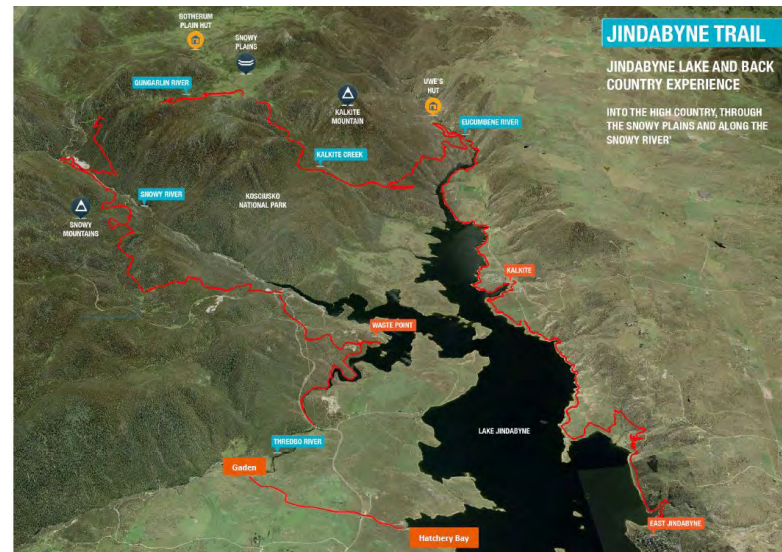 JINDABYNE TRAIL
JINDABYNE LAKE AND BACK
COUNTRY EXPERIENCE
INTO THE HIGH COUNTRY, THROUGH
THE SNOWY PLAINS AND ALONG THE
SNOWY RIVER'
BOTHERUM
PLAIN HUT
SNOWY
PLAINS
GUNGARLIN RIVER
UWE'S
HUT
KALKITE
MOUNTAIN
EUCUMBENE RIVER
KALKITE CREEK
SNOWY RIVER
KOSCIUSKO
NATIONAL PARK
SNOWY
MOUNTAINS
KALKITE
WASTE POINT
LAKE JINDABYNE
THREDBO RIVER
Gaden
Hatchery Bay
EAST JINDABYNE